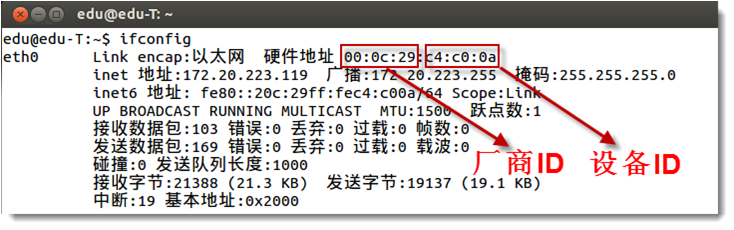 edu@edu-T: ~
edu@edu-T:~$ ifconfig
eth0 Link encap:以太网 硬件地址 00:0c:29:c4:c0:0a
inet 地址:172.20.223.119 广播:172.20.223.255 掩码:255.255.255.0
inet6 地址: fe80::20c:29ff:fec4:c00a/64 Scope:Link
UP BROADCAST RUNNING MULTICAST MTU:1500 跃点数:1
接收数据包:103 错误:0 丢弃:0 过载:0 帧数:0
发送数据包:169 错误:0 丢弃:0 过载:0 载波:0
碰撞:0 发送队列长度:1000
厂商ID 设备ID
接收字节:21388 (21.3 KB) 发送字节:19137 (19.1 KB)
中断:19 基本地址:0x2000